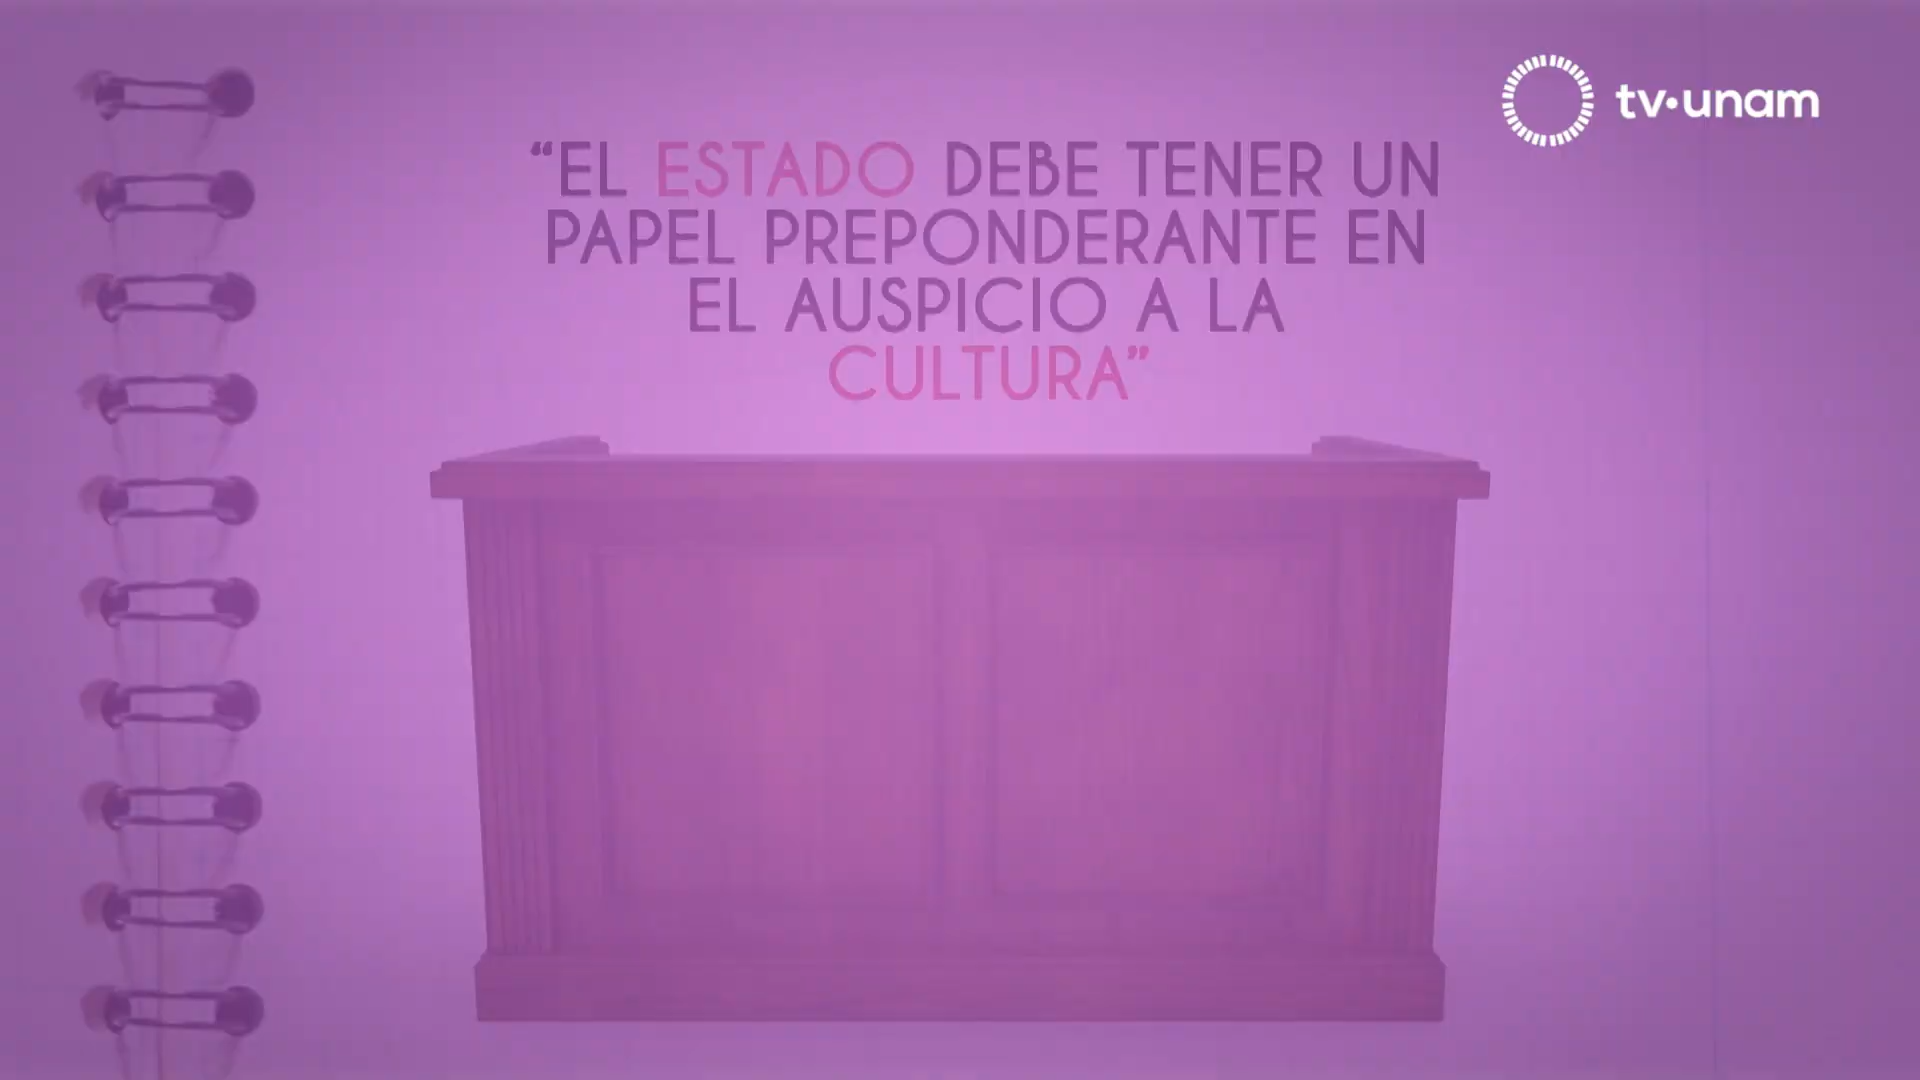 tv•unam
“EL ESTADO DEBE TENER UN
PAPEL PREPONDERANTE EN
EL AUSPICIO A LA
CULTURA”